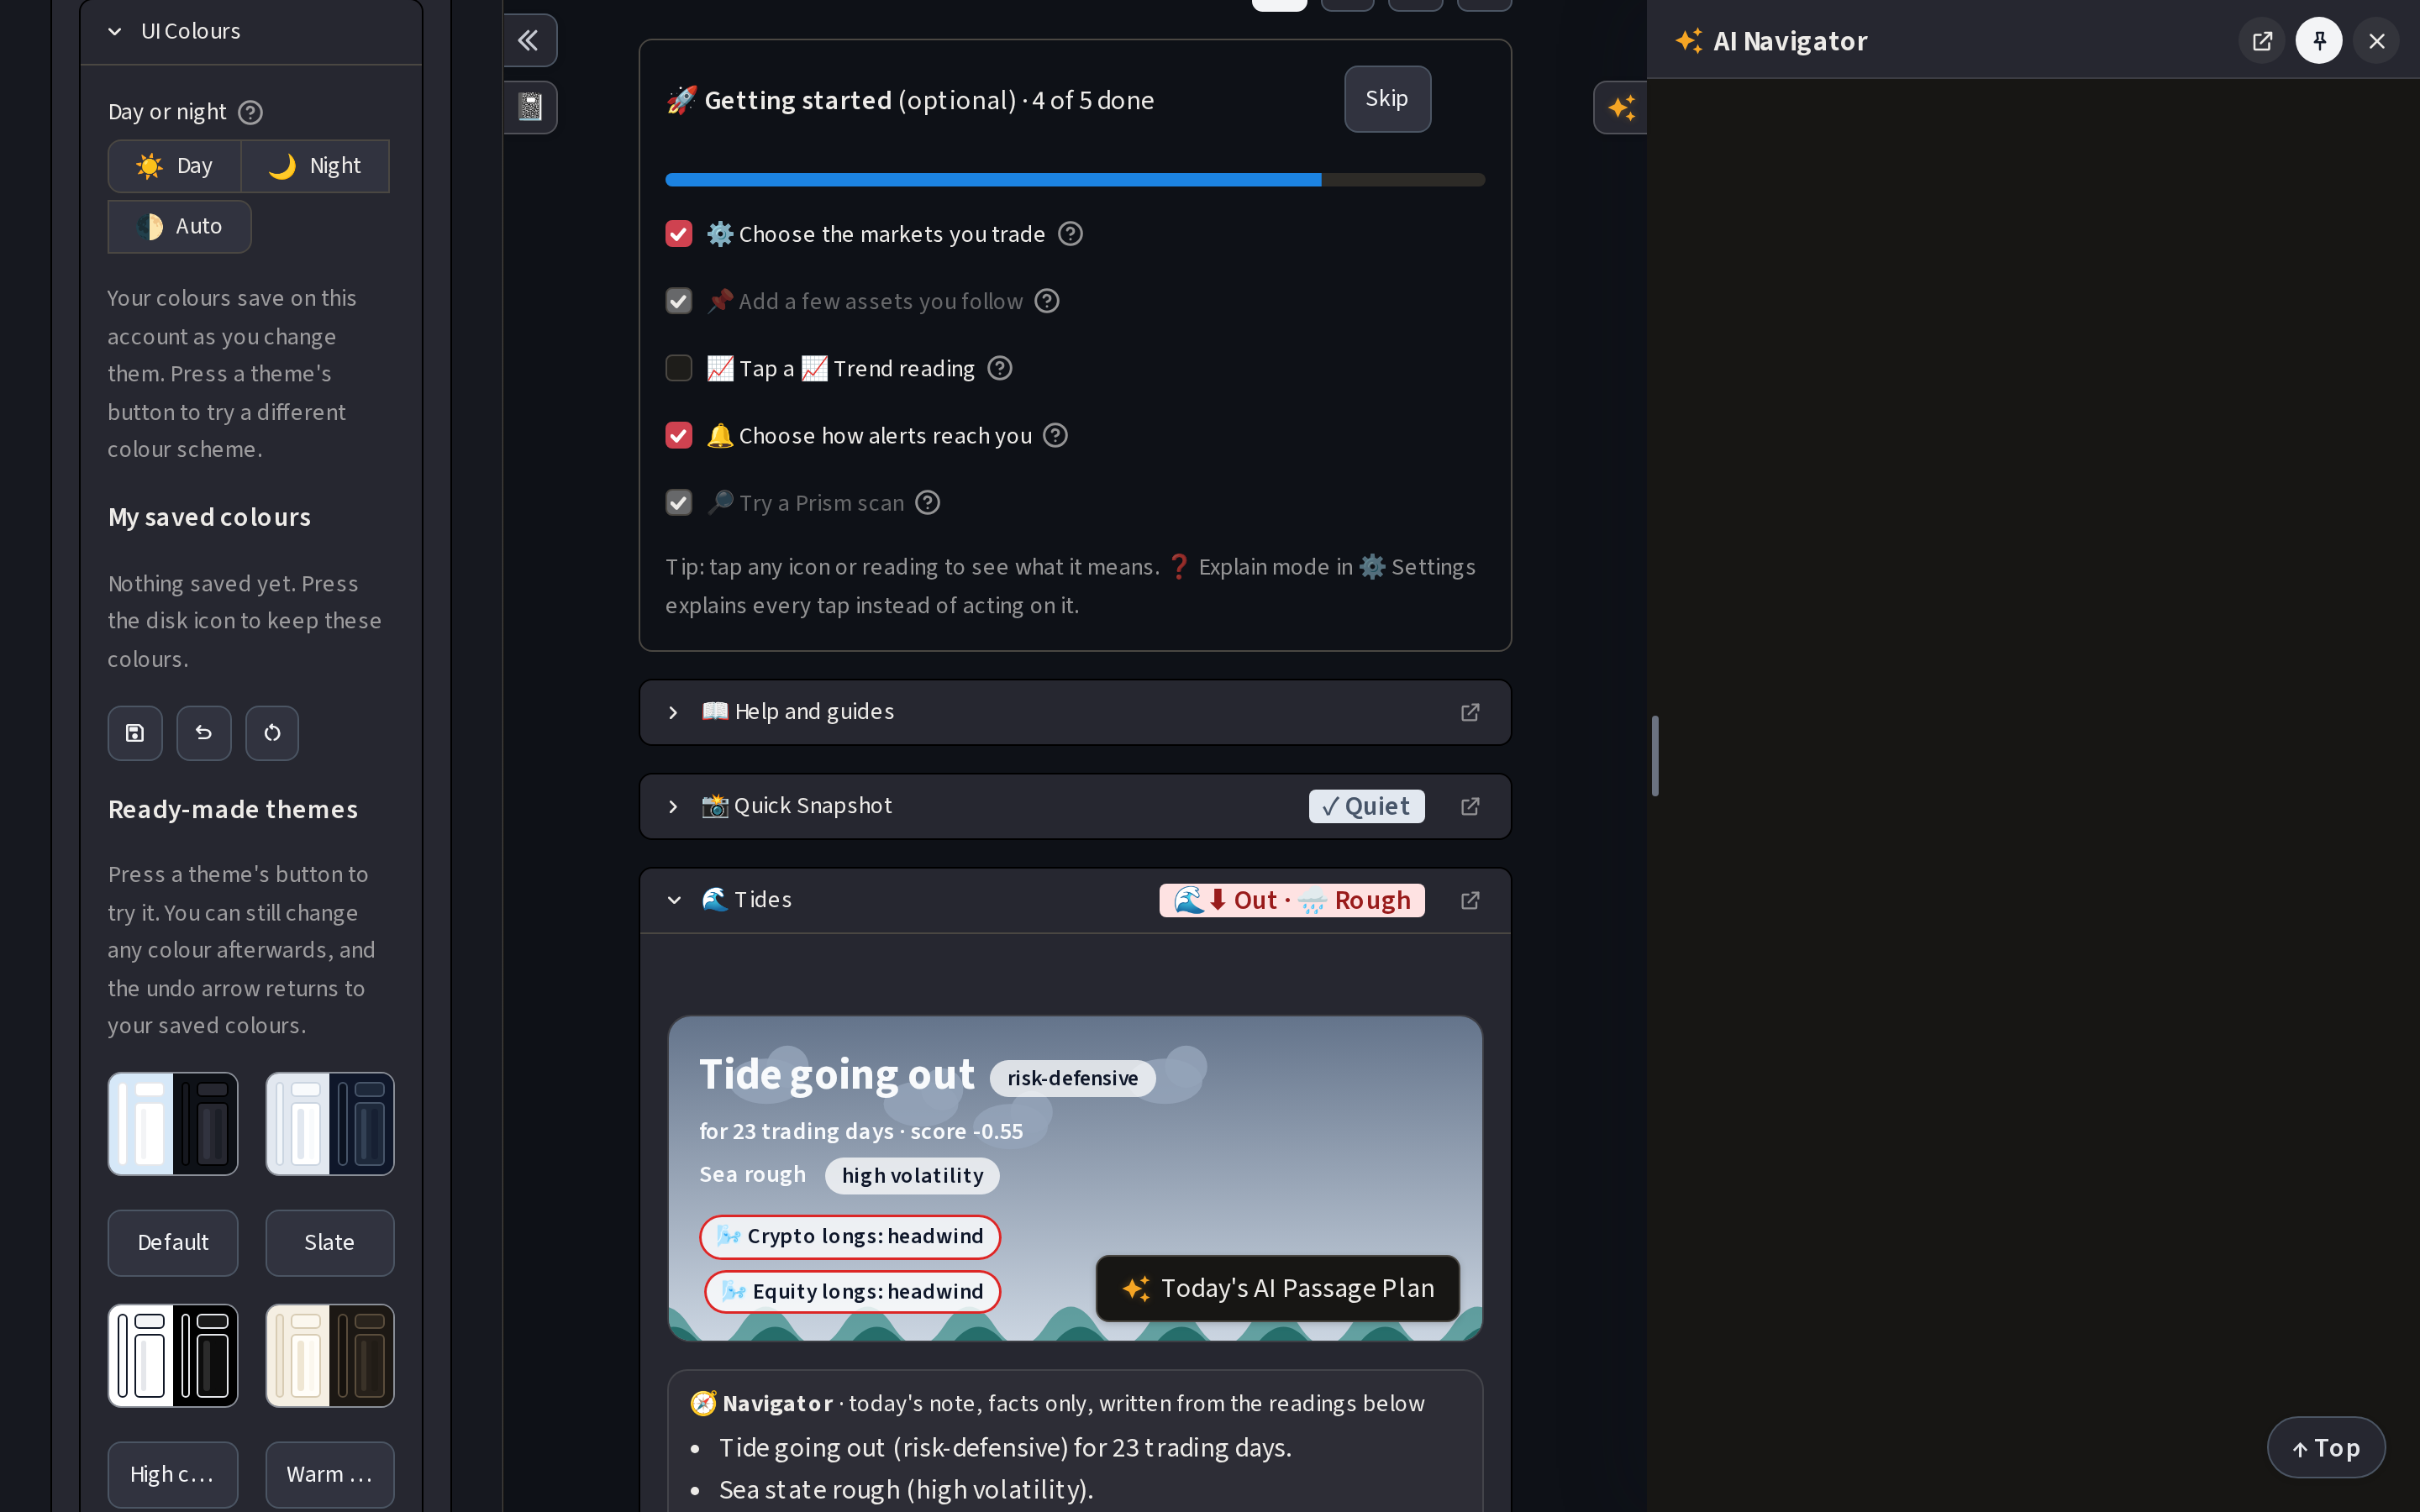 UI Colours
Day or night
☀️ Day
🌙 Night
🌓 Auto
Your colours save on this
account as you change
them. Press a theme's
button to try a different
colour scheme.
My saved colours
Nothing saved yet. Press
the disk icon to keep these
colours.
Ready-made themes
Press a theme's button to
try it. You can still change
any colour afterwards, and
the undo arrow returns to
your saved colours.
Default
Slate
High c…
Warm …
🚀 Getting started (optional) · 4 of 5 done
Skip
⚙️ Choose the markets you trade
📌 Add a few assets you follow
📈 Tap a 📈 Trend reading
🔔 Choose how alerts reach you
🔎 Try a Prism scan
Tip: tap any icon or reading to see what it means. ❓ Explain mode in ⚙️ Settings
explains every tap instead of acting on it.
📖 Help and guides
📸 Quick Snapshot
✓ Quiet
🌊 Tides
🌊⬇ Out · 🌧️ Rough
Tide going out risk-defensive
for 23 trading days · score -0.55
Sea rough high volatility
🌬️ Crypto longs: headwind
🌬️ Equity longs: headwind
Today's AI Passage Plan
🧭 Navigator · today's note, facts only, written from the readings below
• Tide going out (risk-defensive) for 23 trading days.
• Sea state rough (high volatility).
AI Navigator
↑ Top